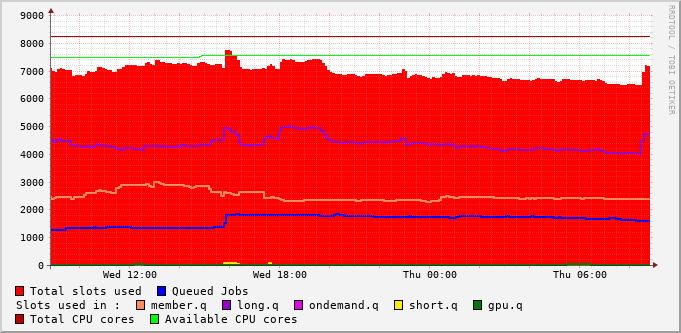 9000
8000
7000
6000
5000
4000
3000
2000
1000
0
Wed 12:00 Wed 18:00 Thu 00:00 Thu 06:00
RRDTOOL / TOBI OETIKER
Total slots used Queued Jobs
Slots used in : member.q long.q ondemand.q short.q gpu.q
Total CPU cores Available CPU cores